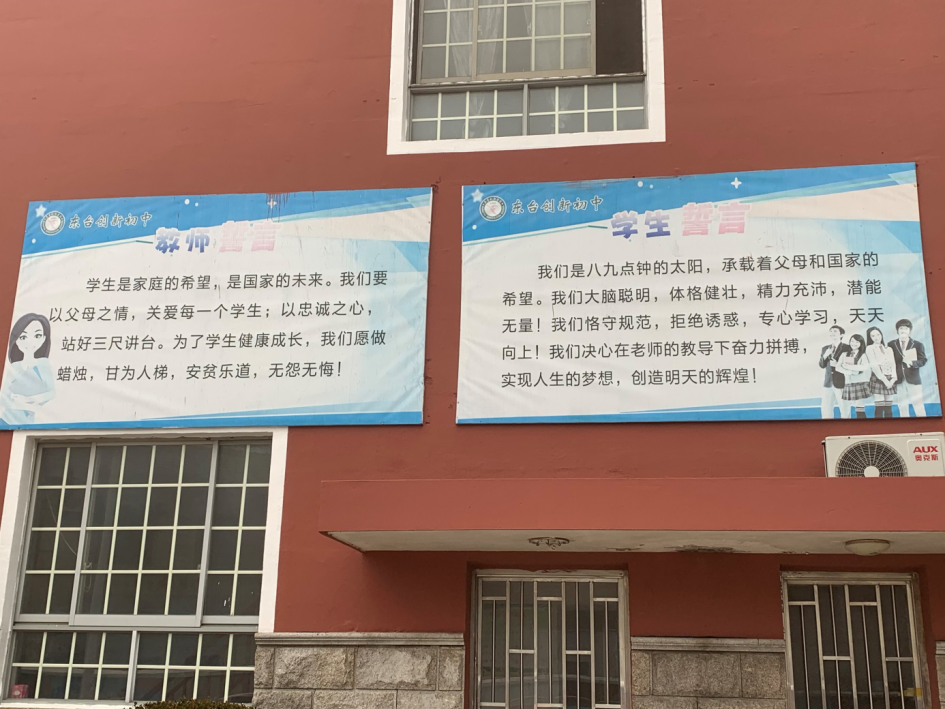 东台创新初中
教师誓言
学生是家庭的希望，是国家的未来。我们要
以父母之情，关爱每一个学生；以忠诚之心，
站好三尺讲台。为了学生健康成长，我们愿做
蜡烛，甘为人梯，安贫乐道，无怨无悔！
东台创新初中
学生誓言
我们是八九点钟的太阳，承载着父母和国家的
希望。我们大脑聪明，体格健壮，精力充沛，潜能
无量！我们恪守规范，拒绝诱惑，专心学习，天天
向上！我们决心在老师的教导下奋力拼搏，
实现人生的梦想，创造明天的辉煌！
AUX
奥克斯